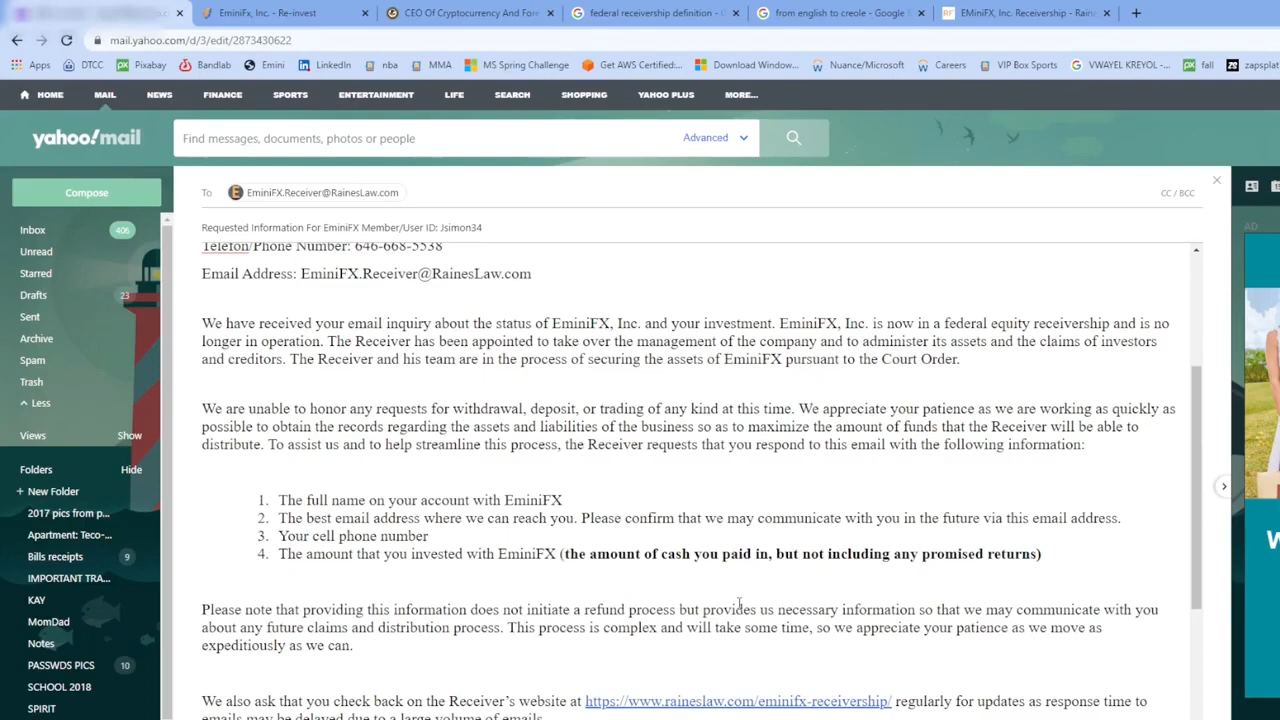 EminiFx, Inc. - Re-invest
CEO Of Cryptocurrency And Fore
federal receivership definition - G
from english to creole - Google S
EMiniFX, Inc. Receivership - Raine
mail.yahoo.com/d/3/edit/2873430622
Apps DTCC Pixabay Bandlab Emini LinkedIn nba MMA MS Spring Challenge Get AWS Certified:... Download Window... Nuance/Microsoft Careers VIP Box Sports VWAYEL KREYOL -... fall zapsplat
HOME MAIL NEWS FINANCE SPORTS ENTERTAINMENT LIFE SEARCH SHOPPING YAHOO PLUS MORE...
yahoo!mail
Find messages, documents, photos or people
Advanced
Compose
To EminiFX.Receiver@RainesLaw.com
CC / BCC
Requested Information For EminiFX Member/User ID: Jsimon34
Inbox 406
Unread
Starred
Drafts 23
Sent
Archive
Spam
Trash
Less
Views Show
Folders Hide
+ New Folder
2017 pics from p...
Apartment: Teco-...
Bills receipts 9
IMPORTANT TRA...
KAY
MomDad
Notes
PASSWDS PICS 10
SCHOOL 2018
SPIRIT
Telefon/Phone Number: 646-668-5538
Email Address: EminiFX.Receiver@RainesLaw.com
We have received your email inquiry about the status of EminiFX, Inc. and your investment. EminiFX, Inc. is now in a federal equity receivership and is no
longer in operation. The Receiver has been appointed to take over the management of the company and to administer its assets and the claims of investors
and creditors. The Receiver and his team are in the process of securing the assets of EminiFX pursuant to the Court Order.
We are unable to honor any requests for withdrawal, deposit, or trading of any kind at this time. We appreciate your patience as we are working as quickly as
possible to obtain the records regarding the assets and liabilities of the business so as to maximize the amount of funds that the Receiver will be able to
distribute. To assist us and to help streamline this process, the Receiver requests that you respond to this email with the following information:
1. The full name on your account with EminiFX
2. The best email address where we can reach you. Please confirm that we may communicate with you in the future via this email address.
3. Your cell phone number
4. The amount that you invested with EminiFX (the amount of cash you paid in, but not including any promised returns)
Please note that providing this information does not initiate a refund process but provides us necessary information so that we may communicate with you
about any future claims and distribution process. This process is complex and will take some time, so we appreciate your patience as we move as
expeditiously as we can.
We also ask that you check back on the Receiver's website at https://www.raineslaw.com/eminifx-receivership/ regularly for updates as response time to
emails may be delayed due to a large volume of emails.
AD